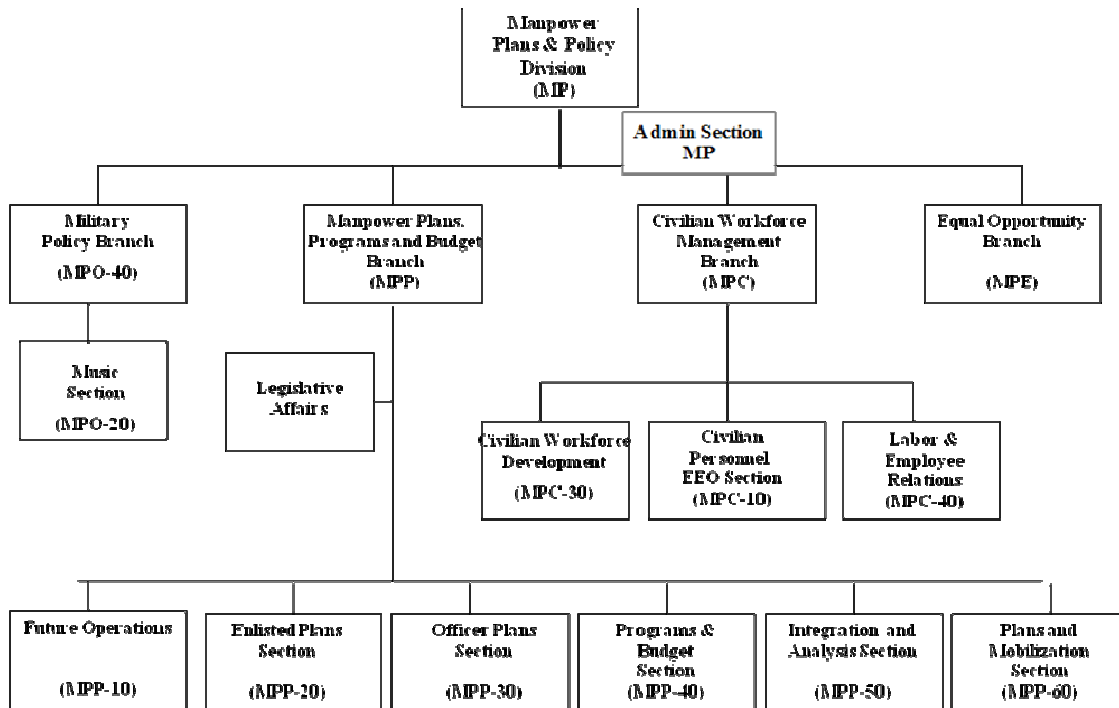 Manpower
Plans & Policy
Division
(MP)
Admin Section
MP
Military
Policy Branch
(MPO-40)
Manpower Plans,
Programs and Budget
Branch
(MPP)
Civilian Workforce
Management
Branch
(MPC)
Equal Opportunity
Branch
(MPE)
Music
Section
(MPO-20)
Legislative
Affairs
Civilian Workforce
Development
(MPC-30)
Civilian
Personnel
EEO Section
(MPC-10)
Labor &
Employee
Relations
(MPC-40)
Future Operations
(MPP-10)
Enlisted Plans
Section
(MPP-20)
Officer Plans
Section
(MPP-30)
Programs &
Budget
Section
(MPP-40)
Integration and
Analysis Section
(MPP-50)
Plans and
Mobilization
Section
(MPP-60)